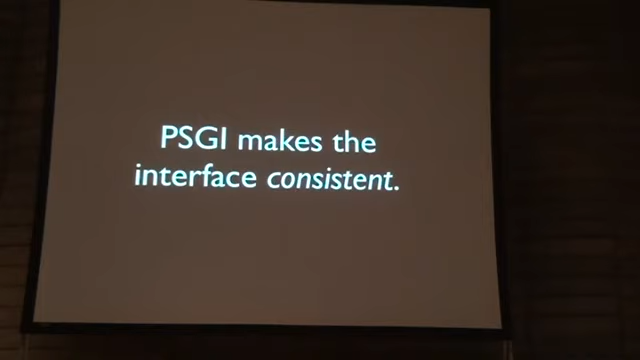 PSGI makes the
interface consistent.